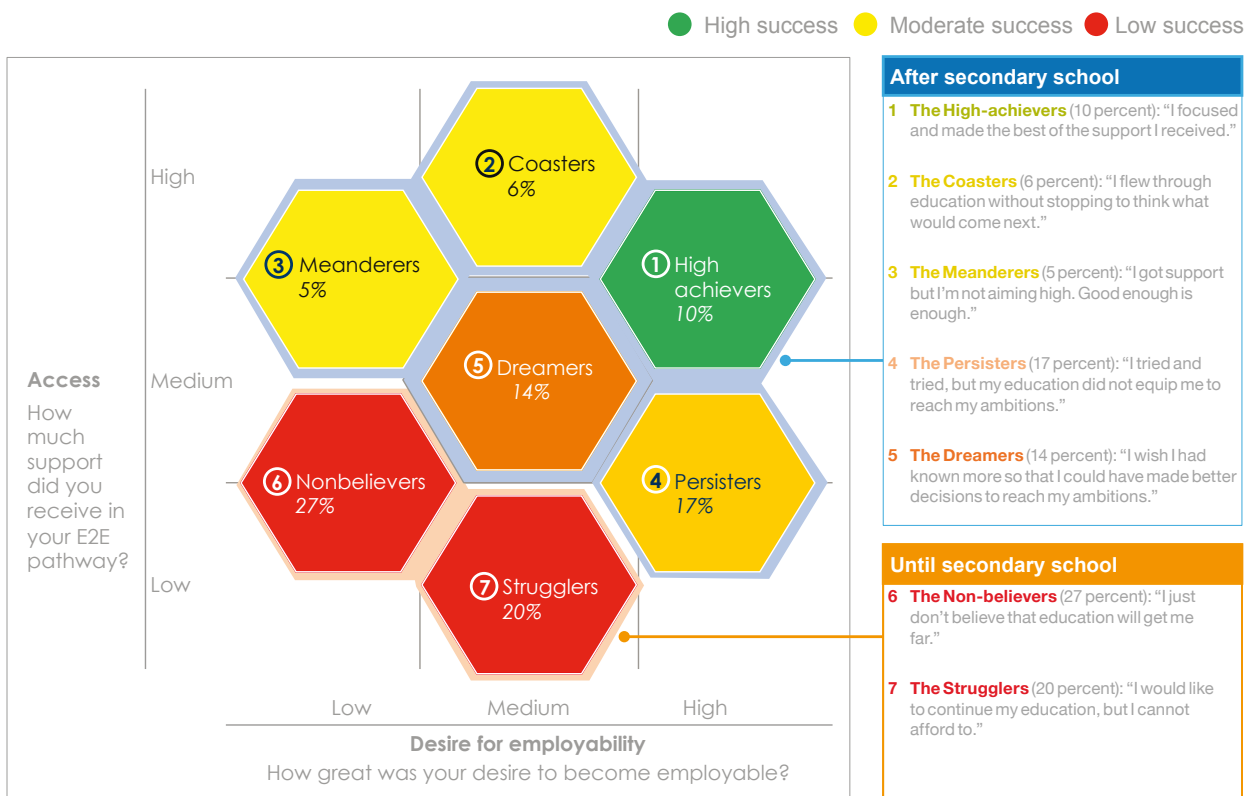 High success
Moderate success
Low success
High
Medium
Low
Access
How
much
support
did you
receive in
your E2E
pathway?
2 Coasters
6%
3 Meanderers
5%
1 High
achievers
10%
5 Dreamers
14%
6 Nonbelievers
27%
4 Persisters
17%
7 Strugglers
20%
Low
Medium
High
Desire for employability
How great was your desire to become employable?
After secondary school
1 The High-achievers (10 percent): “I focused
and made the best of the support I received.”
2 The Coasters (6 percent): “I flew through
education without stopping to think what
would come next.”
3 The Meanderers (5 percent): “I got support
but I’m not aiming high. Good enough is
enough.”
4 The Persisters (17 percent): “I tried and
tried, but my education did not equip me to
reach my ambitions.”
5 The Dreamers (14 percent): “I wish I had
known more so that I could have made better
decisions to reach my ambitions.”
Until secondary school
6 The Non-believers (27 percent): “I just
don’t believe that education will get me
far.”
7 The Strugglers (20 percent): “I would like
to continue my education, but I cannot
afford to.”